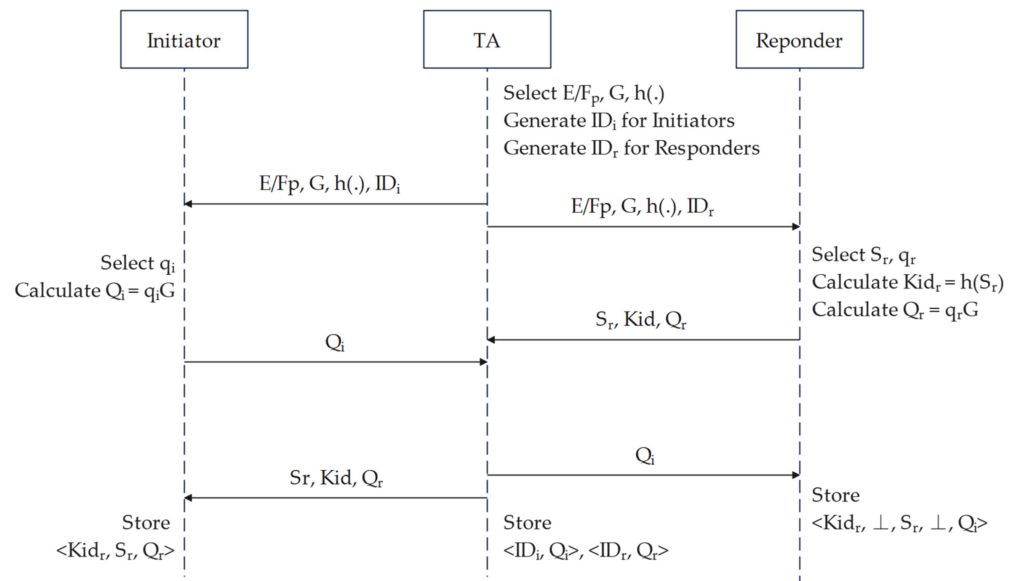 Initiator
TA
Reponder
Select E/Fₚ, G, h(.)
Generate IDᵢ for Initiators
Generate IDᵣ for Responders
E/Fp, G, h(.), IDᵢ
E/Fp, G, h(.), IDᵣ
Select qᵢ
Calculate Qᵢ = qᵢG
Select Sᵣ, qᵣ
Calculate Kidᵣ = h(Sᵣ)
Calculate Qᵣ = qᵣG
Sᵣ, Kid, Qᵣ
Qᵢ
Qᵢ
Sr, Kid, Qᵣ
Store
<Kidᵣ, Sᵣ, Qᵣ>
Store
<IDᵢ, Qᵢ>, <IDᵣ, Qᵣ>
Store
<Kidᵣ, ⊥, Sᵣ, ⊥, Qᵢ>